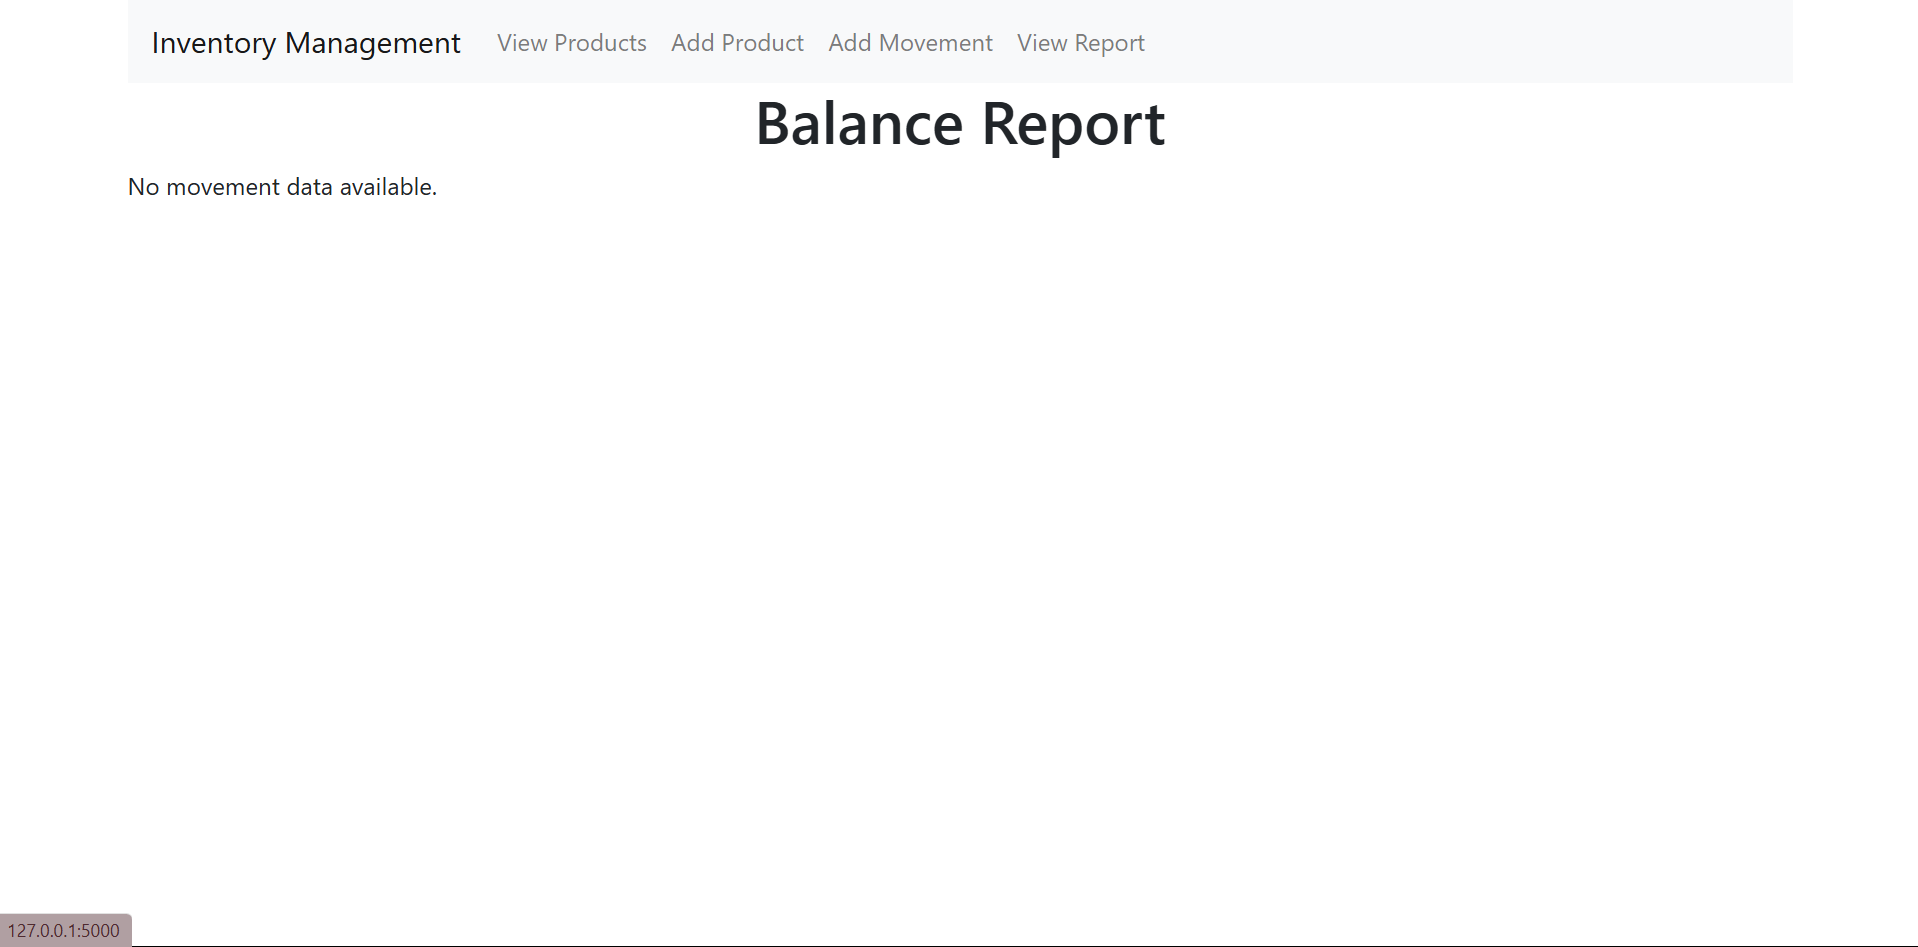 Inventory Management View Products Add Product Add Movement View Report
Balance Report
No movement data available.
127.0.0.1:5000